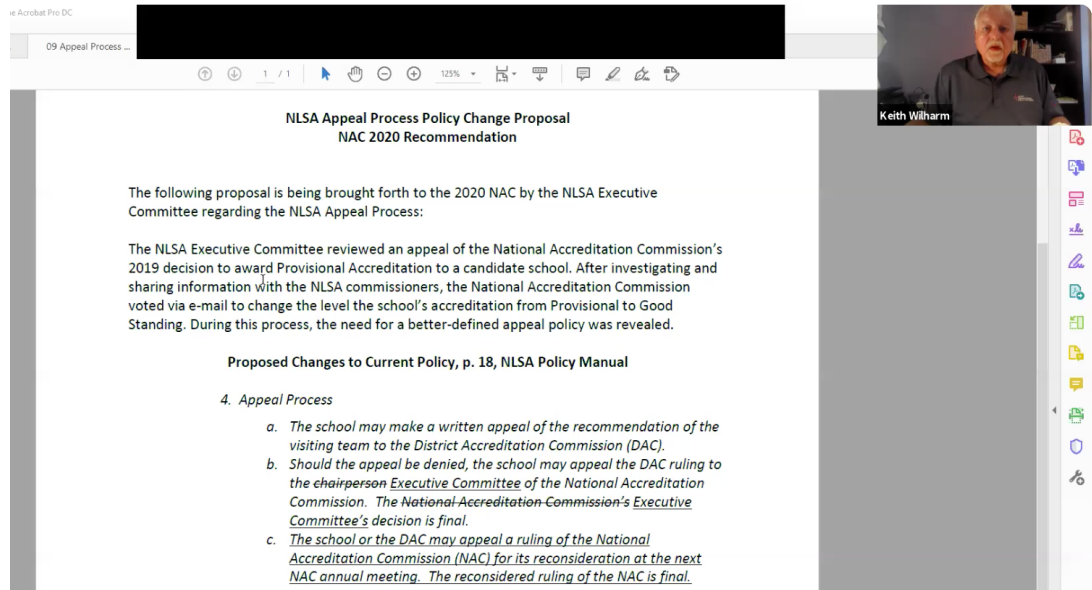 be Acrobat Pro DC
09 Appeal Process ...
1 / 1
125%
Keith Wilharm
NLSA Appeal Process Policy Change Proposal
NAC 2020 Recommendation
The following proposal is being brought forth to the 2020 NAC by the NLSA Executive
Committee regarding the NLSA Appeal Process:
The NLSA Executive Committee reviewed an appeal of the National Accreditation Commission's
2019 decision to award Provisional Accreditation to a candidate school. After investigating and
sharing information with the NLSA commissioners, the National Accreditation Commission
voted via e-mail to change the level the school's accreditation from Provisional to Good
Standing. During this process, the need for a better-defined appeal policy was revealed.
Proposed Changes to Current Policy, p. 18, NLSA Policy Manual
4. Appeal Process
a. The school may make a written appeal of the recommendation of the
visiting team to the District Accreditation Commission (DAC).
b. Should the appeal be denied, the school may appeal the DAC ruling to
the chairperson Executive Committee of the National Accreditation
Commission. The National Accreditation Commission's Executive
Committee's decision is final.
c. The school or the DAC may appeal a ruling of the National
Accreditation Commission (NAC) for its reconsideration at the next
NAC annual meeting. The reconsidered ruling of the NAC is final.